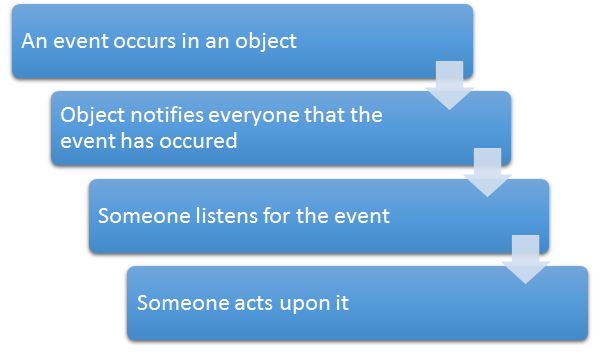 An event occurs in an object
Object notifies everyone that the
event has occured
Someone listens for the event
Someone acts upon it